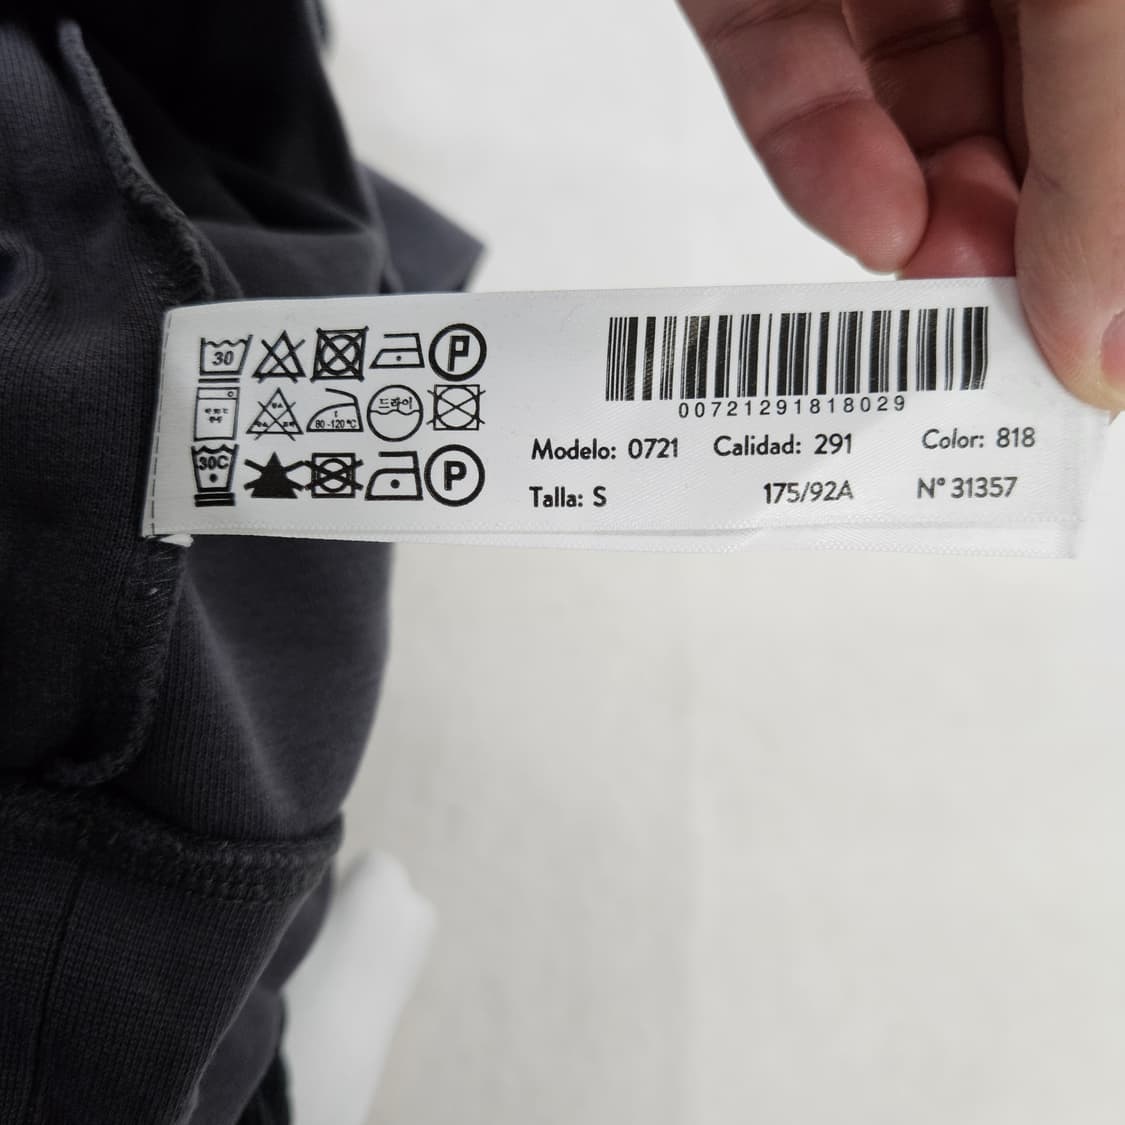 30
P
드라이
80-120°C
30C
P
00721291818029
Modelo: 0721 Calidad: 291 Color: 818
Talla: S 175/92A N° 31357